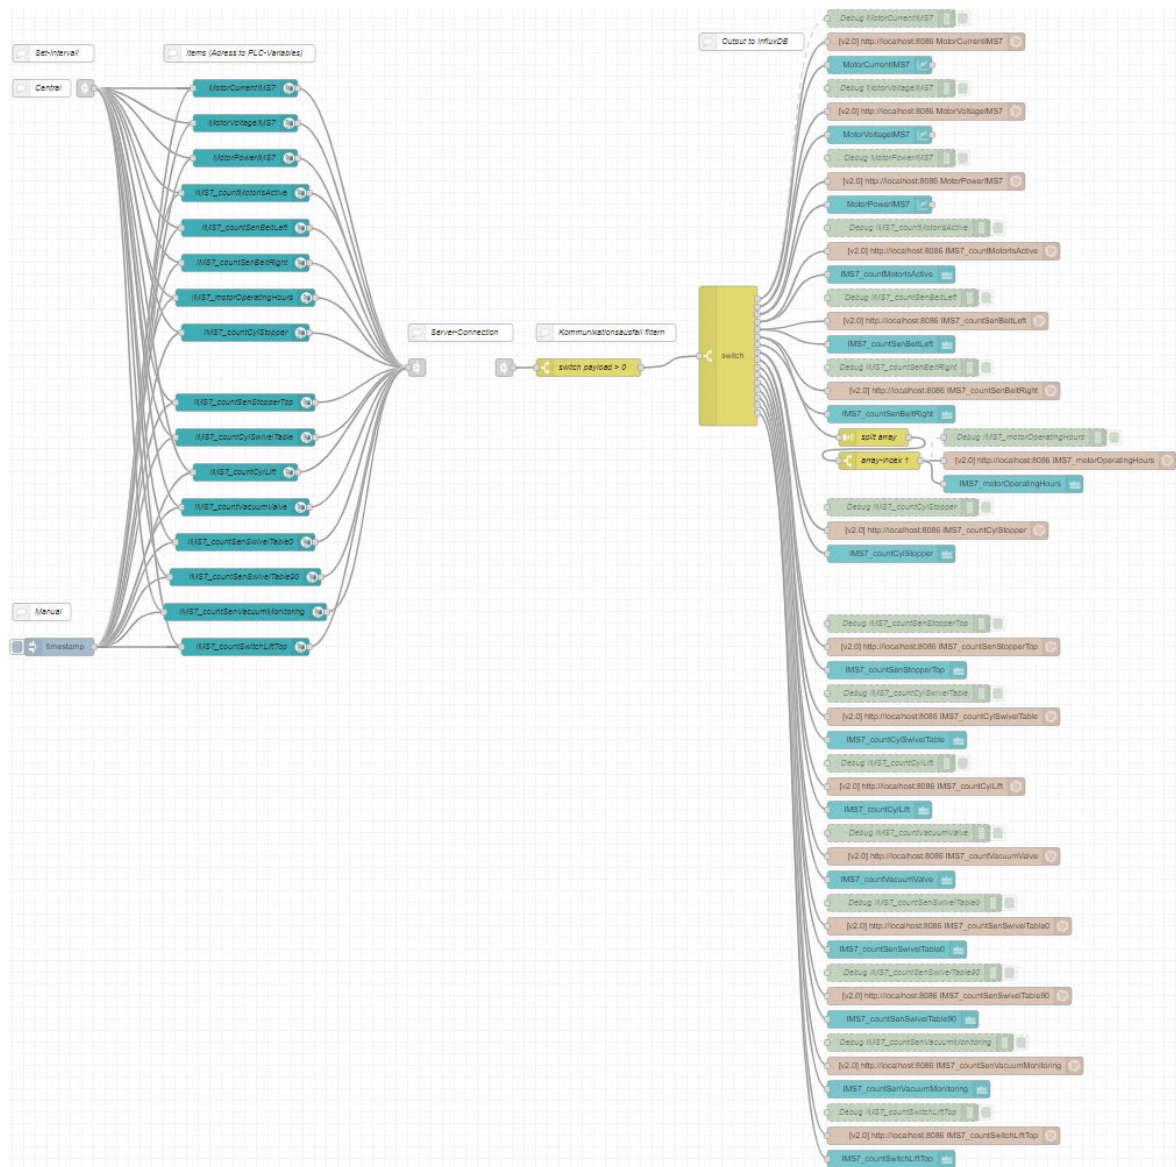 Set-Intervall
Items (Adress to PLC-Variables)
Central
MotorCurrentIMS7
MotorVoltageIMS7
MotorPowerIMS7
IMS7_countMotorIsActive
IMS7_countSenBeltLeft
IMS7_countSenBeltRight
IMS7_motorOperatingHours
IMS7_countCylStopper
IMS7_countSenStopperTop
IMS7_countCylSwivelTable
IMS7_countCylLift
IMS7_countVacuumValve
IMS7_countSenSwivelTable0
IMS7_countSenSwivelTable90
Manual
IMS7_countSenVacuumMonitoring
timestamp
IMS7_countSwitchLiftTop
Server-Connection
Kommunikationsausfall filtern
switch payload > 0
Output to InfluxDB
switch
Debug MotorCurrentIMS7
[v2.0] http://localhost:8086 MotorCurrentIMS7
MotorCurrentIMS7
Debug MotorVoltageIMS7
[v2.0] http://localhost:8086 MotorVoltageIMS7
MotorVoltageIMS7
Debug MotorPowerIMS7
[v2.0] http://localhost:8086 MotorPowerIMS7
MotorPowerIMS7
Debug IMS7_countMotorIsActive
[v2.0] http://localhost:8086 IMS7_countMotorIsActive
IMS7_countMotorIsActive
Debug IMS7_countSenBeltLeft
[v2.0] http://localhost:8086 IMS7_countSenBeltLeft
IMS7_countSenBeltLeft
Debug IMS7_countSenBeltRight
[v2.0] http://localhost:8086 IMS7_countSenBeltRight
IMS7_countSenBeltRight
split array
Debug IMS7_motorOperatingHours
array-index 1
[v2.0] http://localhost:8086 IMS7_motorOperatingHours
IMS7_motorOperatingHours
Debug IMS7_countCylStopper
[v2.0] http://localhost:8086 IMS7_countCylStopper
IMS7_countCylStopper
Debug IMS7_countSenStopperTop
[v2.0] http://localhost:8086 IMS7_countSenStopperTop
IMS7_countSenStopperTop
Debug IMS7_countCylSwivelTable
[v2.0] http://localhost:8086 IMS7_countCylSwivelTable
IMS7_countCylSwivelTable
Debug IMS7_countCylLift
[v2.0] http://localhost:8086 IMS7_countCylLift
IMS7_countCylLift
Debug IMS7_countVacuumValve
[v2.0] http://localhost:8086 IMS7_countVacuumValve
IMS7_countVacuumValve
Debug IMS7_countSenSwivelTable0
[v2.0] http://localhost:8086 IMS7_countSenSwivelTable0
IMS7_countSenSwivelTable0
Debug IMS7_countSenSwivelTable90
[v2.0] http://localhost:8086 IMS7_countSenSwivelTable90
IMS7_countSenSwivelTable90
Debug IMS7_countSenVacuumMonitoring
[v2.0] http://localhost:8086 IMS7_countSenVacuumMonitoring
IMS7_countSenVacuumMonitoring
Debug IMS7_countSwitchLiftTop
[v2.0] http://localhost:8086 IMS7_countSwitchLiftTop
IMS7_countSwitchLiftTop